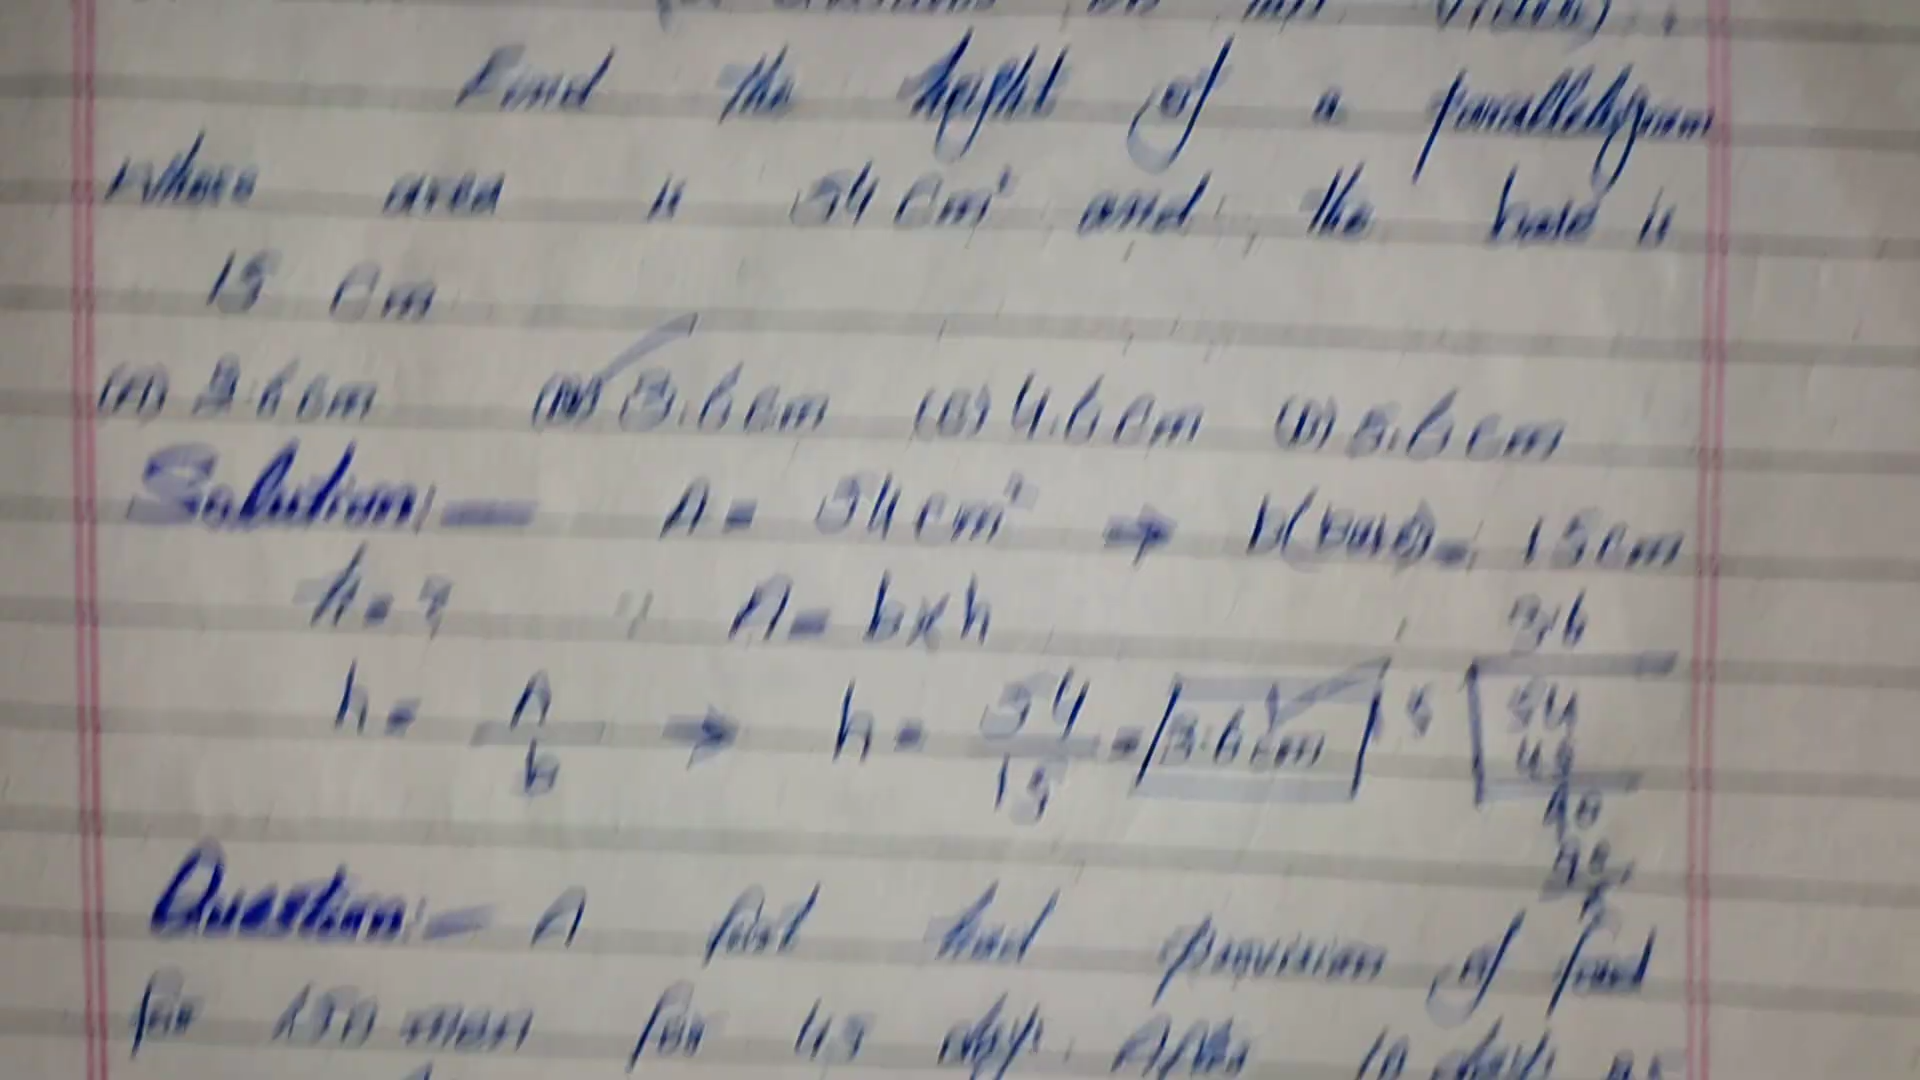 Find the height of a parallelogram
whose area is 54 cm² and the base is
15 cm
(A) 2.6 cm (B) 3.6 cm (C) 4.6 cm (D) 5.6 cm
Solution:— A = 54 cm² → b(base) = 15 cm
h = ? A = b×h
h = A/b → h = 54/15 = 3.6 cm
3.6
54
45
90
Question:— A fort had provision of food
for 150 men for 45 days. After 10 days, 25